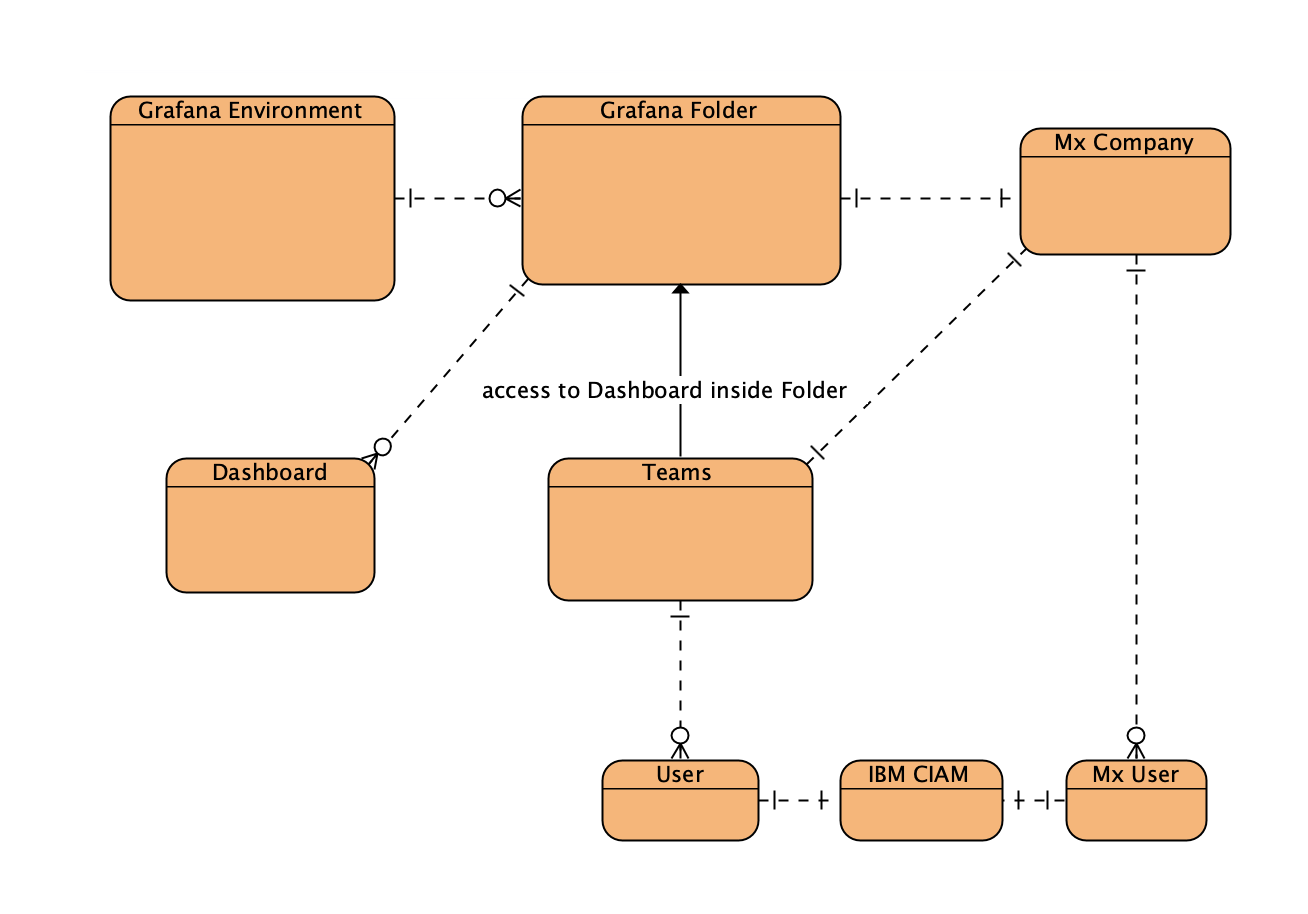 Grafana Environment
Grafana Folder
Mx Company
access to Dashboard inside Folder
Dashboard
Teams
User
IBM CIAM
Mx User